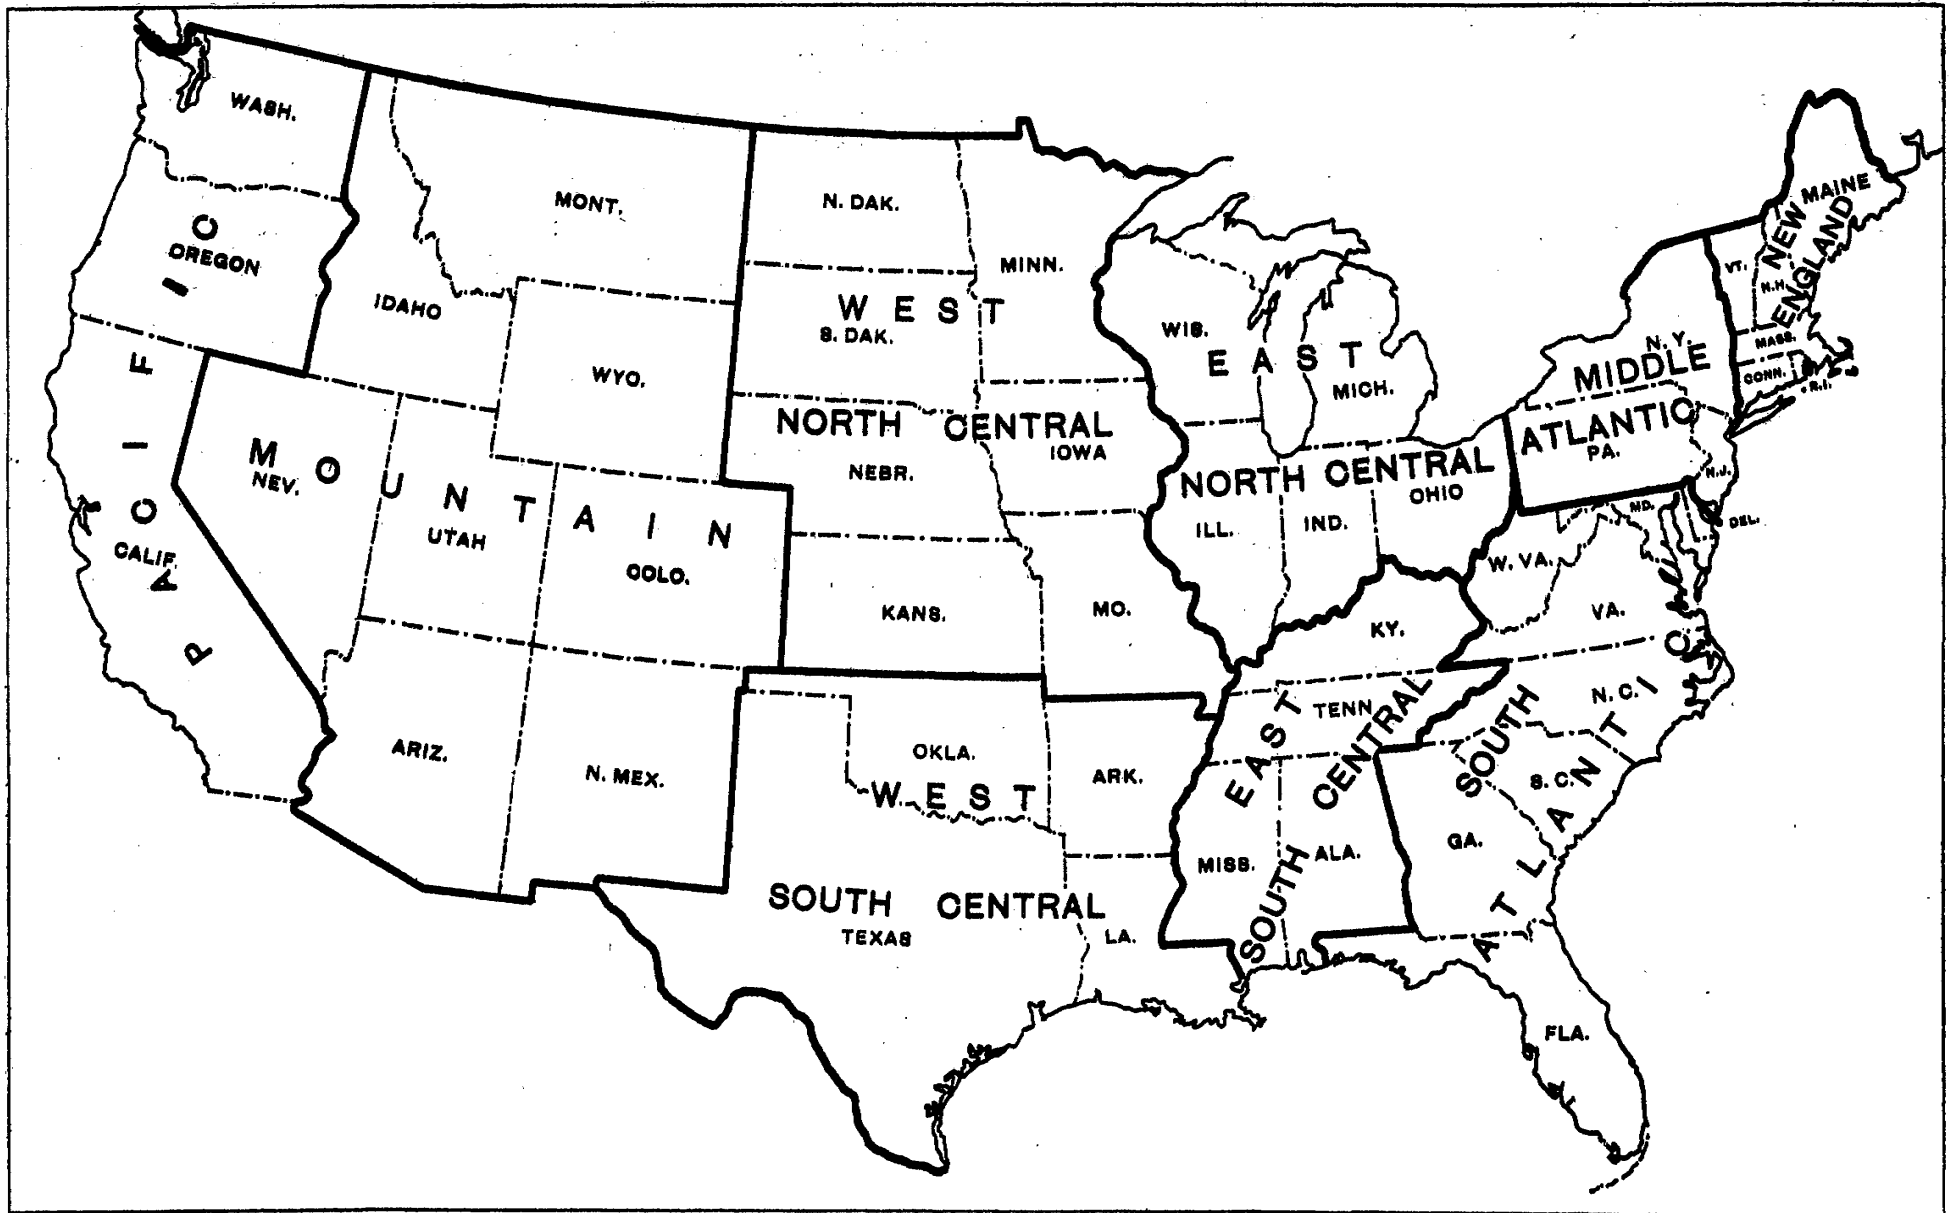 WASH.
OREGON
CALIF.
PACIFIC
MONT.
IDAHO
WYO.
NEV.
UTAH
COLO.
ARIZ.
N. MEX.
MOUNTAIN
N. DAK.
MINN.
WEST
S. DAK.
NORTH CENTRAL
IOWA
NEBR.
KANS.
MO.
WIS.
EAST
MICH.
NORTH CENTRAL
OHIO
ILL.
IND.
OKLA.
ARK.
WEST
SOUTH CENTRAL
TEXAS
LA.
KY.
TENN
MISS.
ALA.
EAST
SOUTH CENTRAL
MAINE
NEW
ENGLAND
VT.
N.H.
MASS.
CONN.
R.I.
N.Y.
MIDDLE
ATLANTIC
PA.
N.J.
MD.
DEL.
W. VA.
VA.
N.C.
S.C.
GA.
FLA.
SOUTH
ATLANTIC